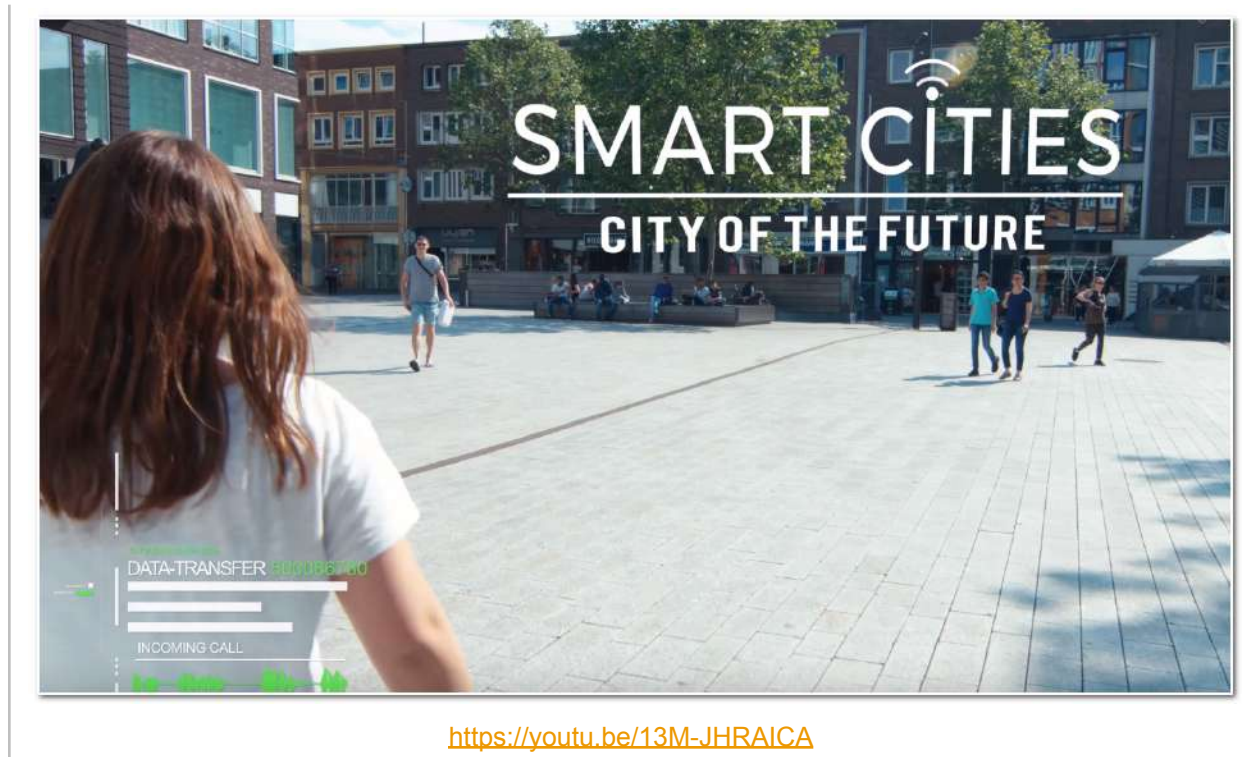 SMART CITIES
CITY OF THE FUTURE
DATA-TRANSFER
INCOMING CALL
https://youtu.be/13M-JHRAICA